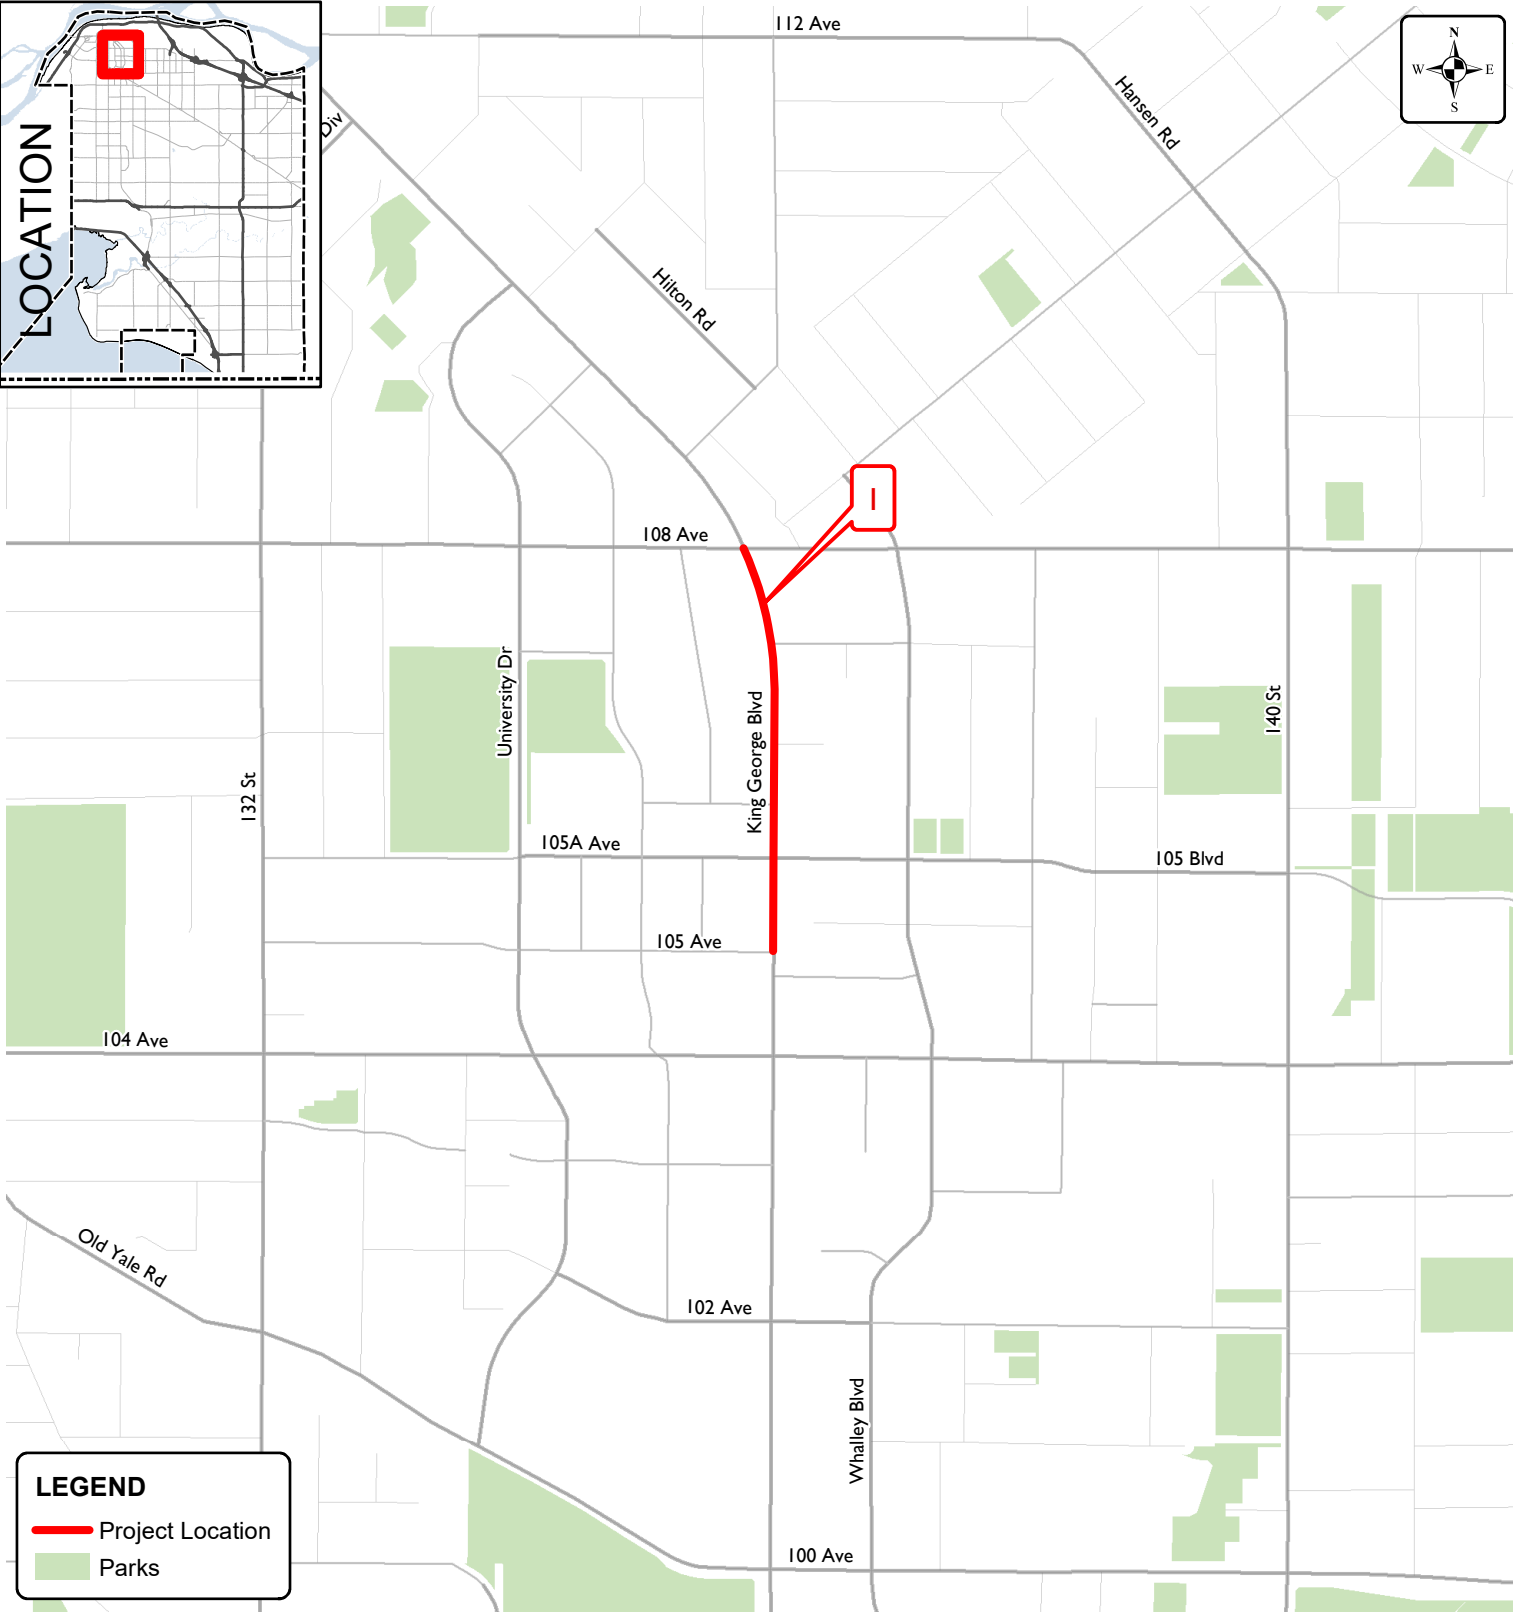 112 Ave
N
W
E
S
Hansen Rd
Div
LOCATION
Hilton Rd
I
108 Ave
University Dr
King George Blvd
140 St
132 St
105A Ave
105 Blvd
105 Ave
104 Ave
Old Yale Rd
102 Ave
Whalley Blvd
LEGEND
Project Location
Parks
100 Ave